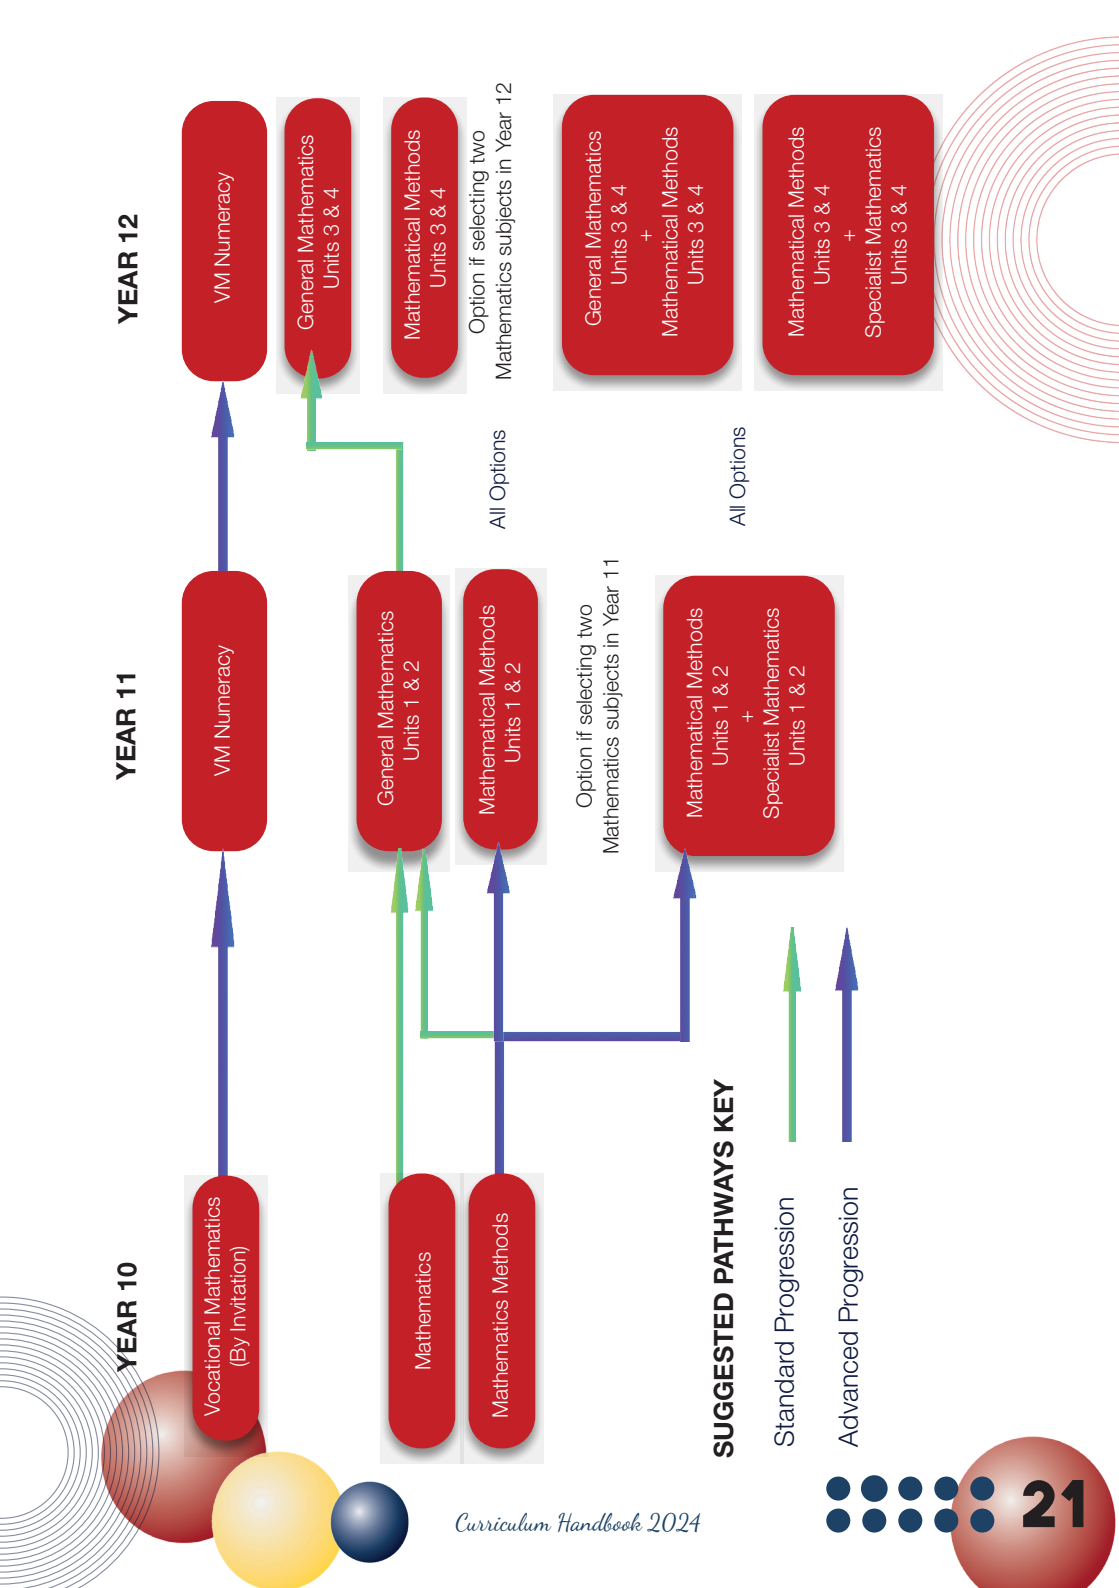 YEAR 10
Vocational Mathematics
(By Invitation)
Mathematics
Mathematics Methods
YEAR 11
VM Numeracy
General Mathematics
Units 1 & 2
Mathematical Methods
Units 1 & 2
Option if selecting two
Mathematics subjects in Year 11
Mathematical Methods
Units 1 & 2
+
Specialist Mathematics
Units 1 & 2
All Options
All Options
YEAR 12
VM Numeracy
General Mathematics
Units 3 & 4
Mathematical Methods
Units 3 & 4
Option if selecting two
Mathematics subjects in Year 12
General Mathematics
Units 3 & 4
+
Mathematical Methods
Units 3 & 4
Mathematical Methods
Units 3 & 4
+
Specialist Mathematics
Units 3 & 4
SUGGESTED PATHWAYS KEY
Standard Progression
Advanced Progression
Curriculum Handbook 2024
21